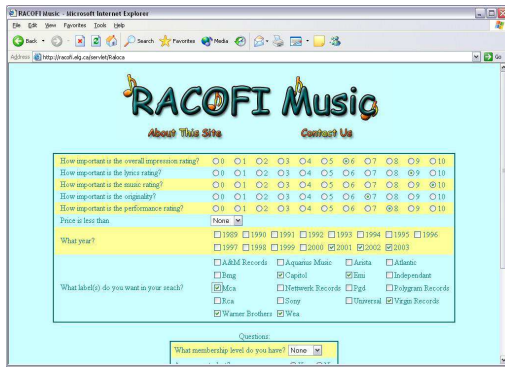 RACOFI Music - Microsoft Internet Explorer
File Edit View Favorites Tools Help
Back Search Favorites Media
Address http://racofi.elg.ca/servlet/Raloca Go
RACOFI Music
About This Site Contact Us
How important is the overall impression rating? 0 1 2 3 4 5 6 7 8 9 10
How important is the lyrics rating? 0 1 2 3 4 5 6 7 8 9 10
How important is the music rating? 0 1 2 3 4 5 6 7 8 9 10
How important is the originality? 0 1 2 3 4 5 6 7 8 9 10
How important is the performance rating? 0 1 2 3 4 5 6 7 8 9 10
Price is less than None
What year? 1989 1990 1991 1992 1993 1994 1995 1996
1997 1998 1999 2000 2001 2002 2003
A&M Records Aquarius Music Arista Atlantic
Bmg Capitol Emi Independant
What label(s) do you want in your seach? Mca Nettwerk Records Pgd Polygram Records
Rca Sony Universal Virgin Records
Warner Brothers Wea
Questions:
What membership level do you have? None